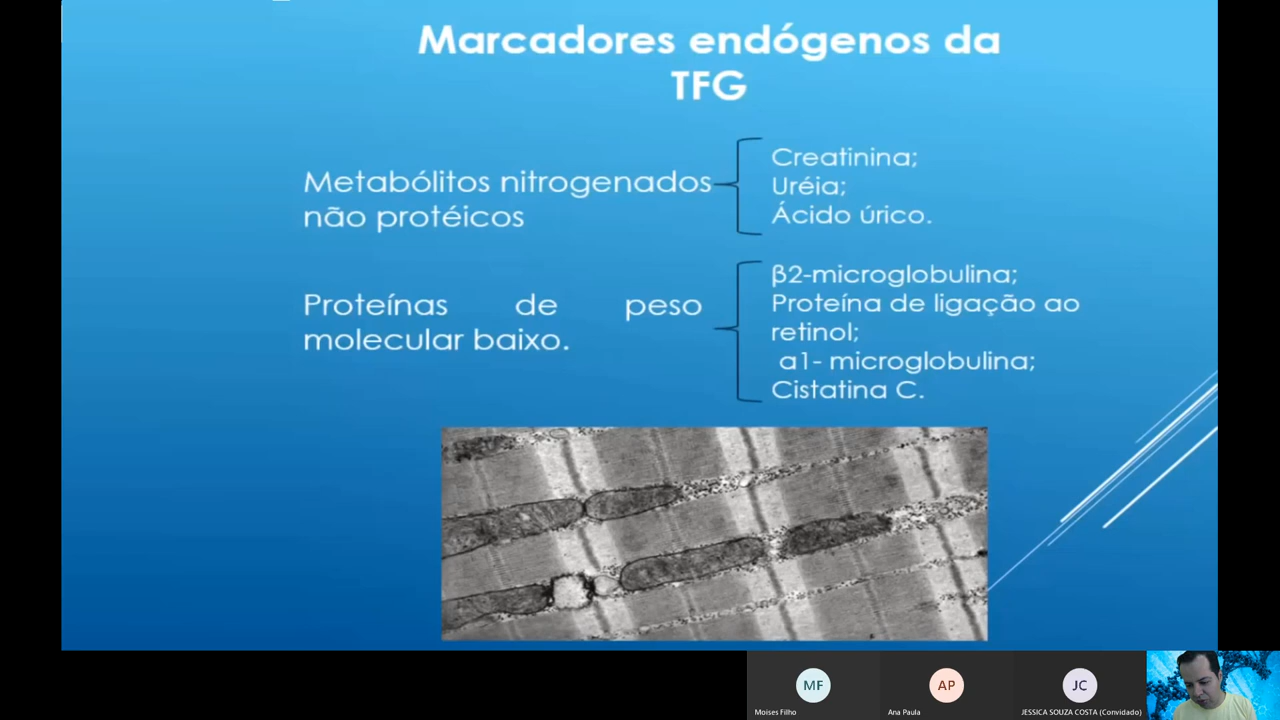 Marcadores endógenos da
TFG
Metabólitos nitrogenados
não protéicos
Creatinina;
Uréia;
Ácido úrico.
Proteínas de peso
molecular baixo.
β2-microglobulina;
Proteína de ligação ao
retinol;
α1- microglobulina;
Cistatina C.
MF
Moises Filho
AP
Ana Paula
JC
JESSICA SOUZA COSTA (Convidado)